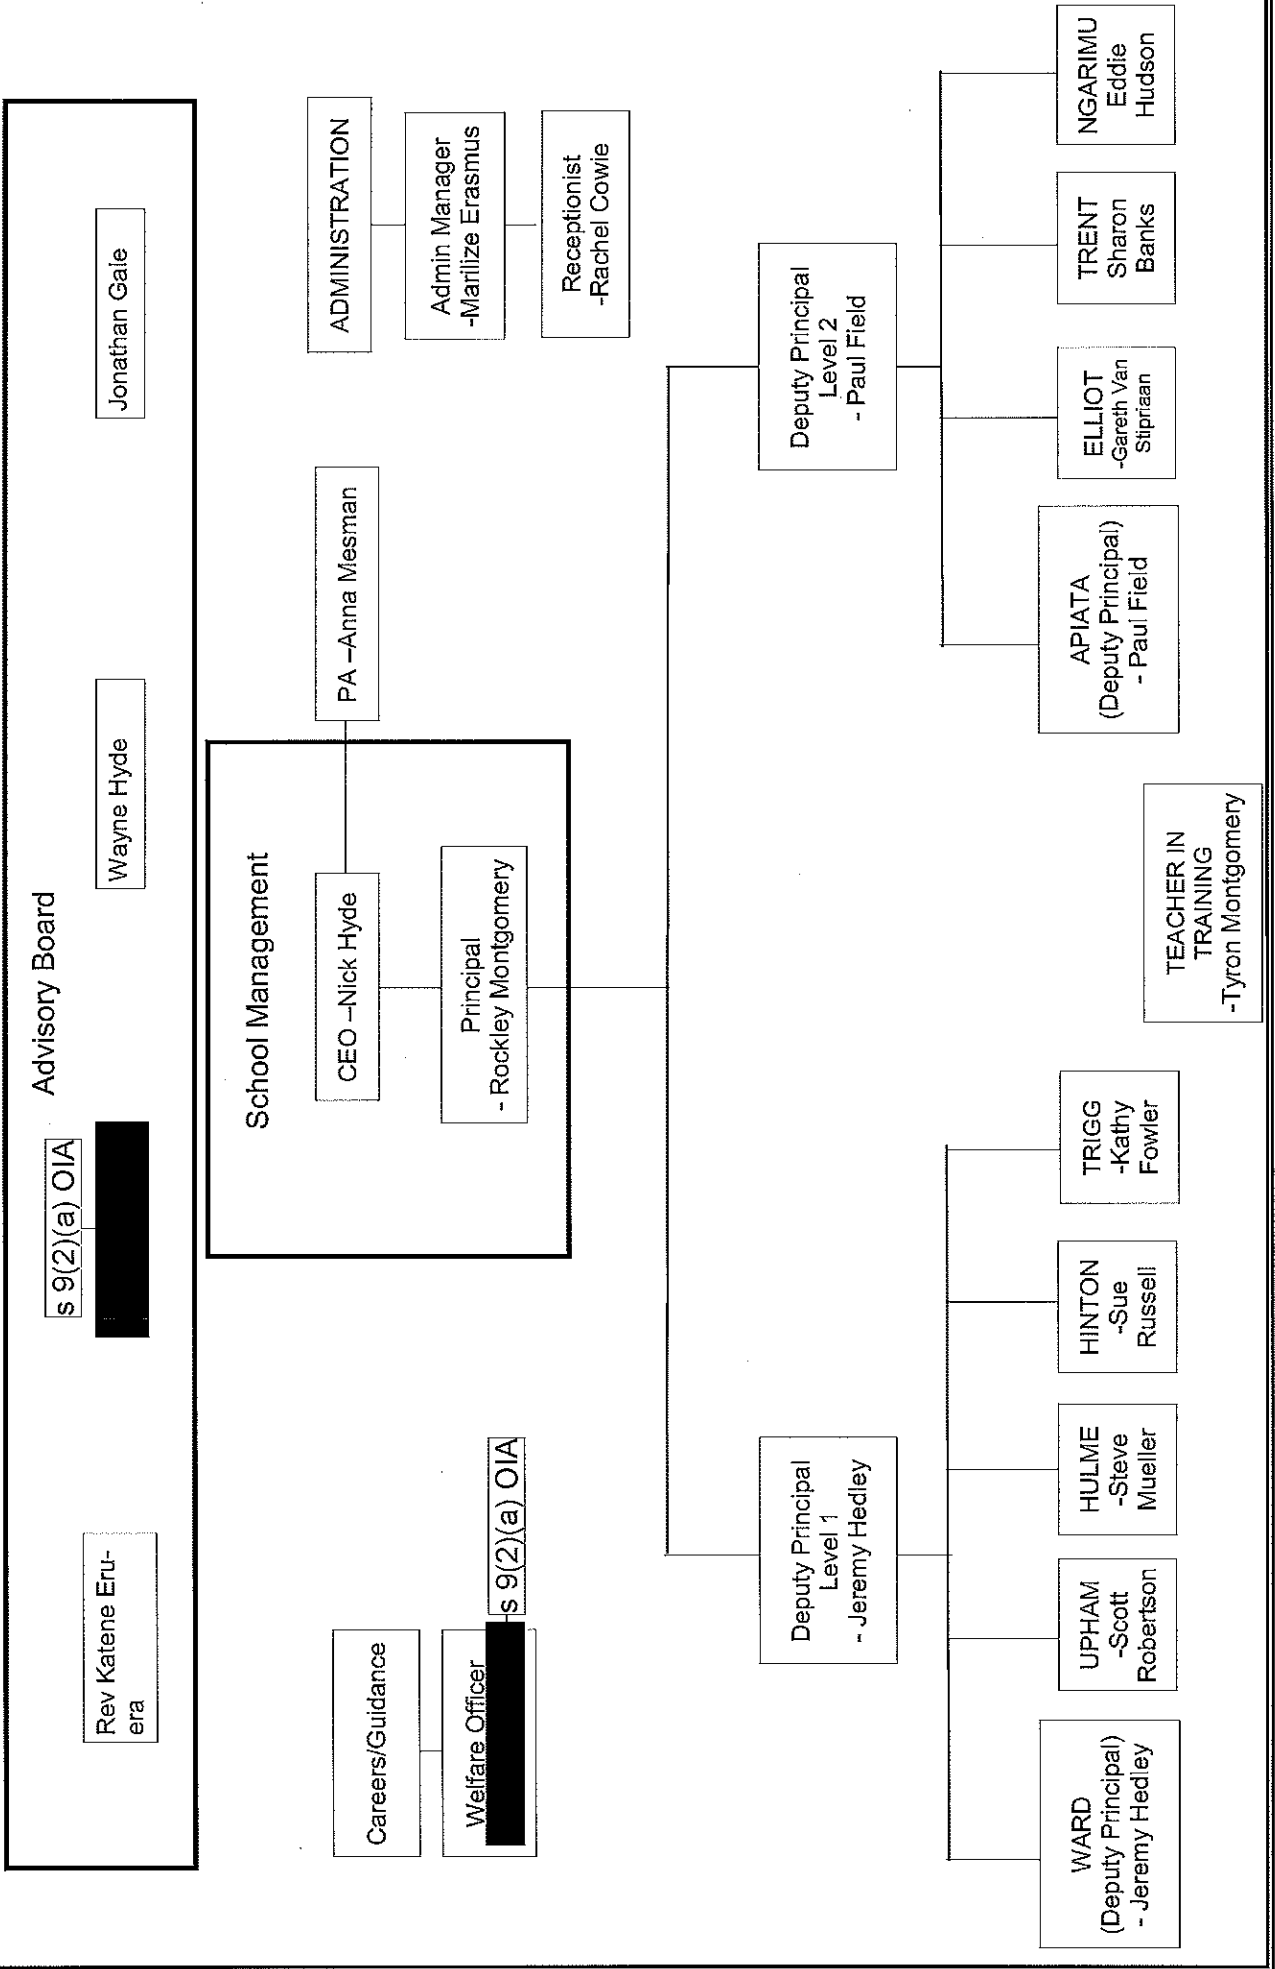 Advisory Board
Rev Katene Eru-
era
s 9(2)(a) OIA
Wayne Hyde
Jonathan Gale
School Management
CEO –Nick Hyde
PA –Anna Mesman
Principal
- Rockley Montgomery
Careers/Guidance
Welfare Officer
s 9(2)(a) OIA
ADMINISTRATION
Admin Manager
-Marilize Erasmus
Receptionist
-Rachel Cowie
Deputy Principal
Level 1
- Jeremy Hedley
Deputy Principal
Level 2
- Paul Field
WARD
(Deputy Principal)
- Jeremy Hedley
UPHAM
-Scott
Robertson
HULME
-Steve
Mueller
HINTON
-Sue
Russell
TRIGG
-Kathy
Fowler
TEACHER IN
TRAINING
-Tyron Montgomery
APIATA
(Deputy Principal)
- Paul Field
ELLIOT
-Gareth Van
Stipriaan
TRENT
Sharon
Banks
NGARIMU
Eddie
Hudson